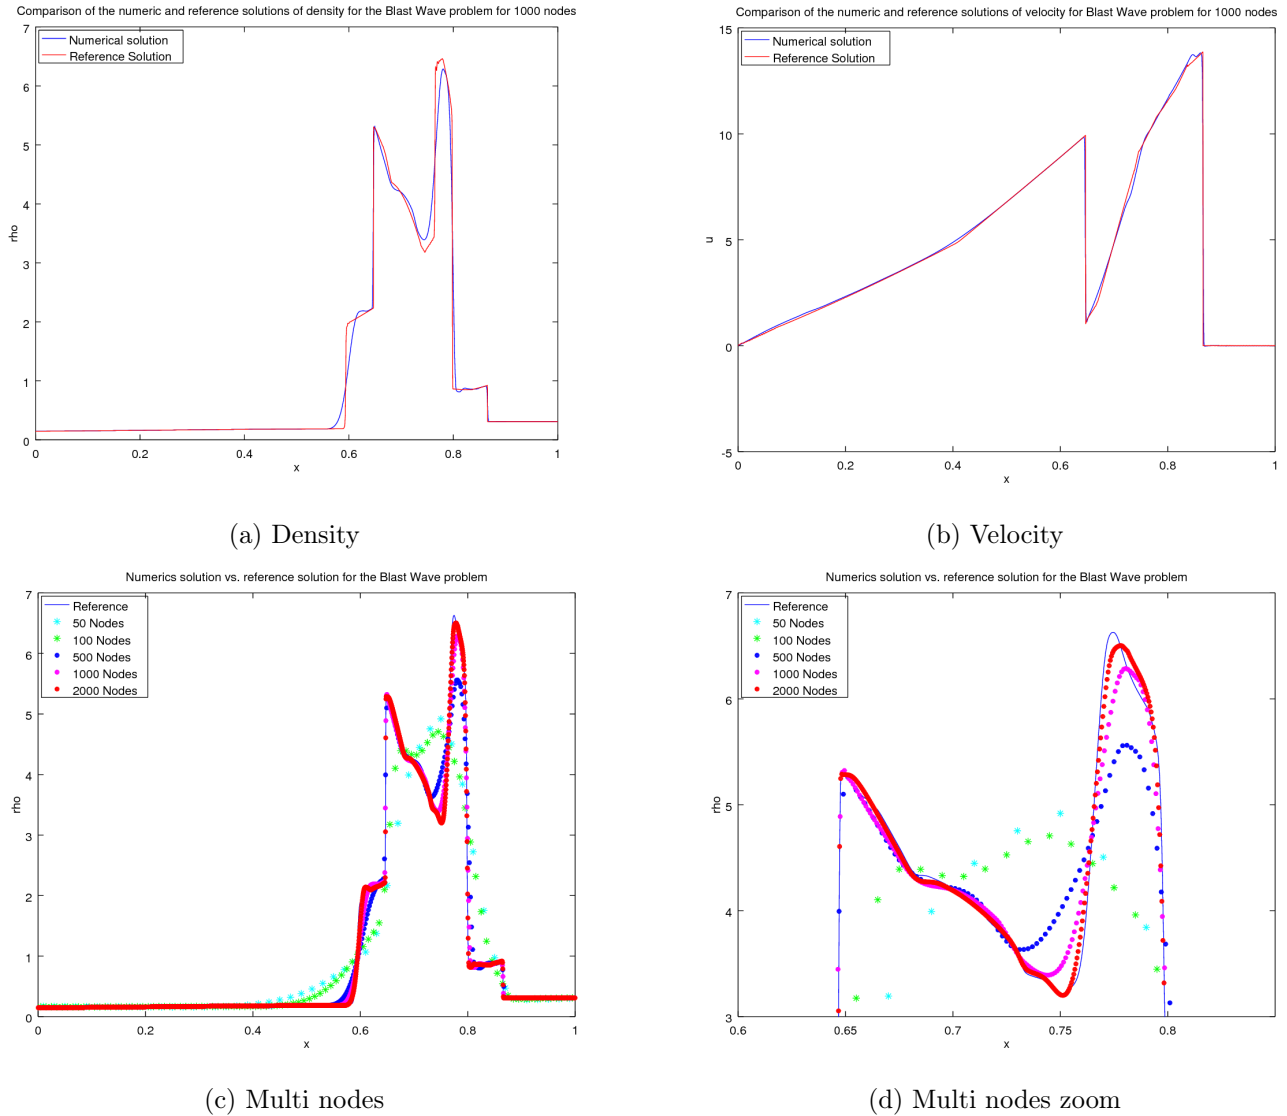 Comparison of the numeric and reference solutions of density for the Blast Wave problem for 1000 nodes
7
Numerical solution
Reference Solution
6
5
4
rho
3
2
1
0
0
0.2
0.4
0.6
0.8
1
x
(a) Density
Comparison of the numeric and reference solutions of velocity for Blast Wave problem for 1000 nodes
15
Numerical solution
Reference Solution
10
5
u
0
-5
0
0.2
0.4
0.6
0.8
1
x
(b) Velocity
Numerics solution vs. reference solution for the Blast Wave problem
7
Reference
50 Nodes
100 Nodes
500 Nodes
1000 Nodes
2000 Nodes
6
5
4
rho
3
2
1
0
0
0.2
0.4
0.6
0.8
1
x
(c) Multi nodes
Numerics solution vs. reference solution for the Blast Wave problem
7
Reference
50 Nodes
100 Nodes
500 Nodes
1000 Nodes
2000 Nodes
6
5
rho
4
3
0.6
0.65
0.7
0.75
0.8
x
(d) Multi nodes zoom